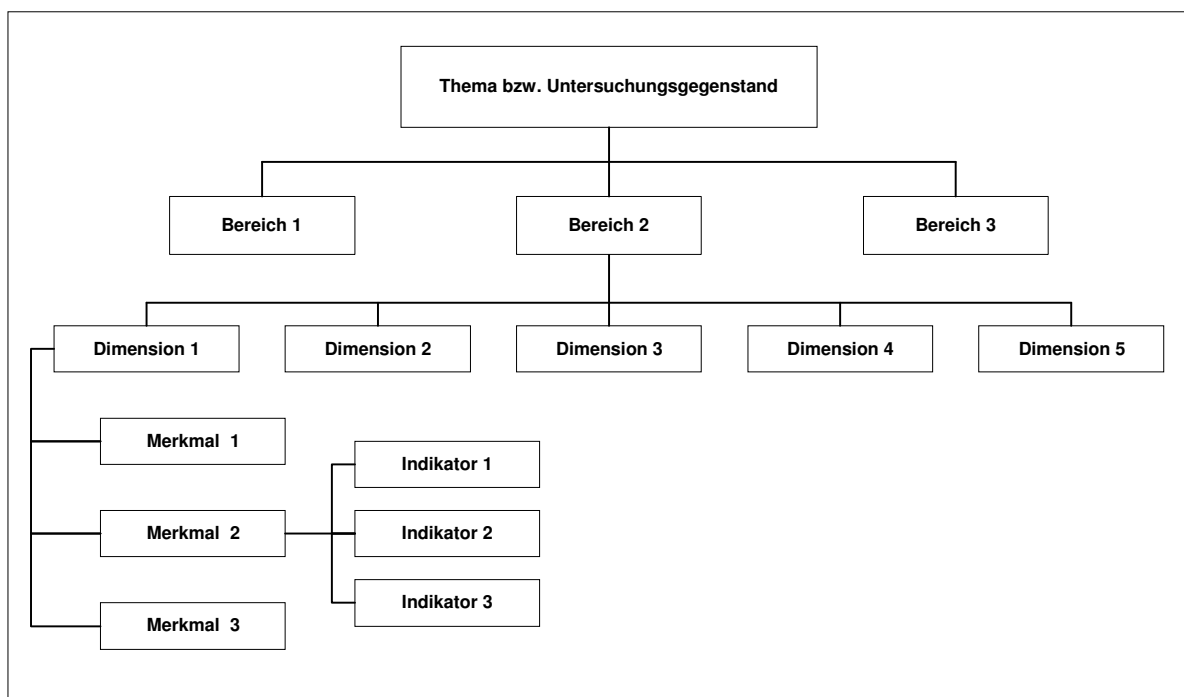 Thema bzw. Untersuchungsgegenstand
Bereich 1
Bereich 2
Bereich 3
Dimension 1
Dimension 2
Dimension 3
Dimension 4
Dimension 5
Merkmal 1
Indikator 1
Merkmal 2
Indikator 2
Indikator 3
Merkmal 3